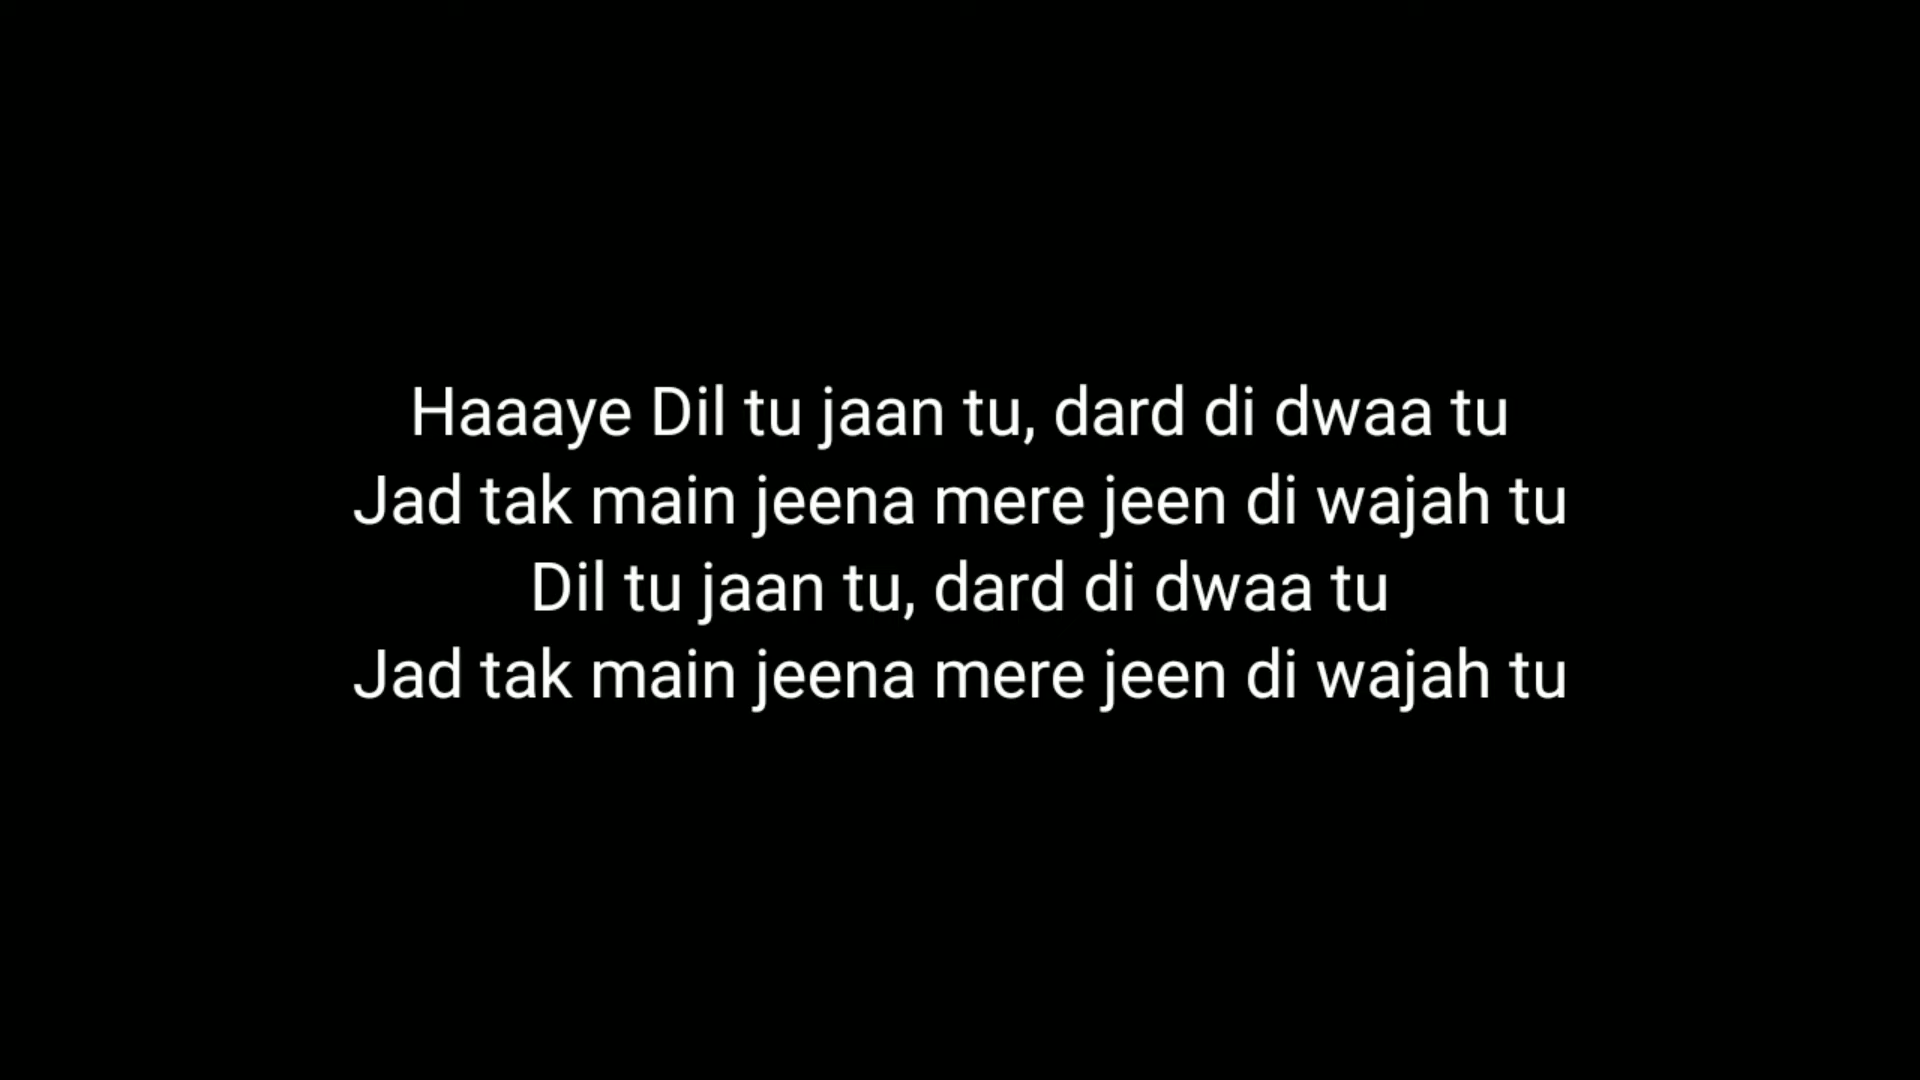 Haaaye Dil tu jaan tu, dard di dwaa tu
Jad tak main jeena mere jeen di wajah tu
Dil tu jaan tu, dard di dwaa tu
Jad tak main jeena mere jeen di wajah tu